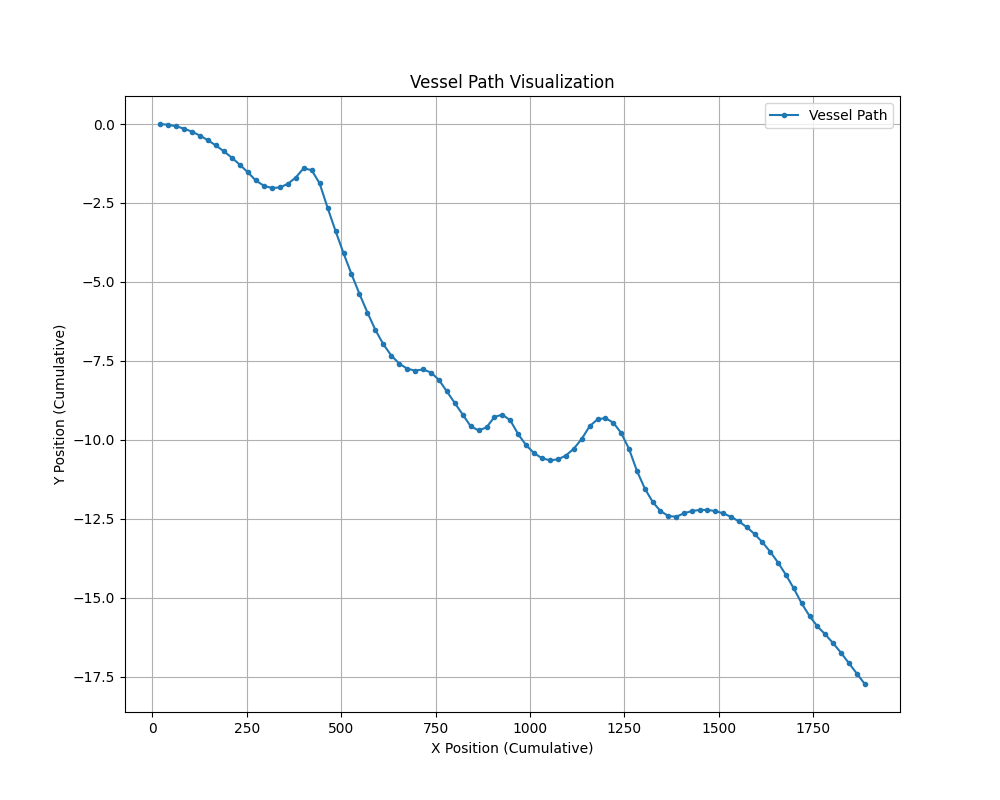 Vessel Path Visualization
Vessel Path
0.0
−2.5
−5.0
−7.5
−10.0
−12.5
−15.0
−17.5
Y Position (Cumulative)
0 250 500 750 1000 1250 1500 1750
X Position (Cumulative)